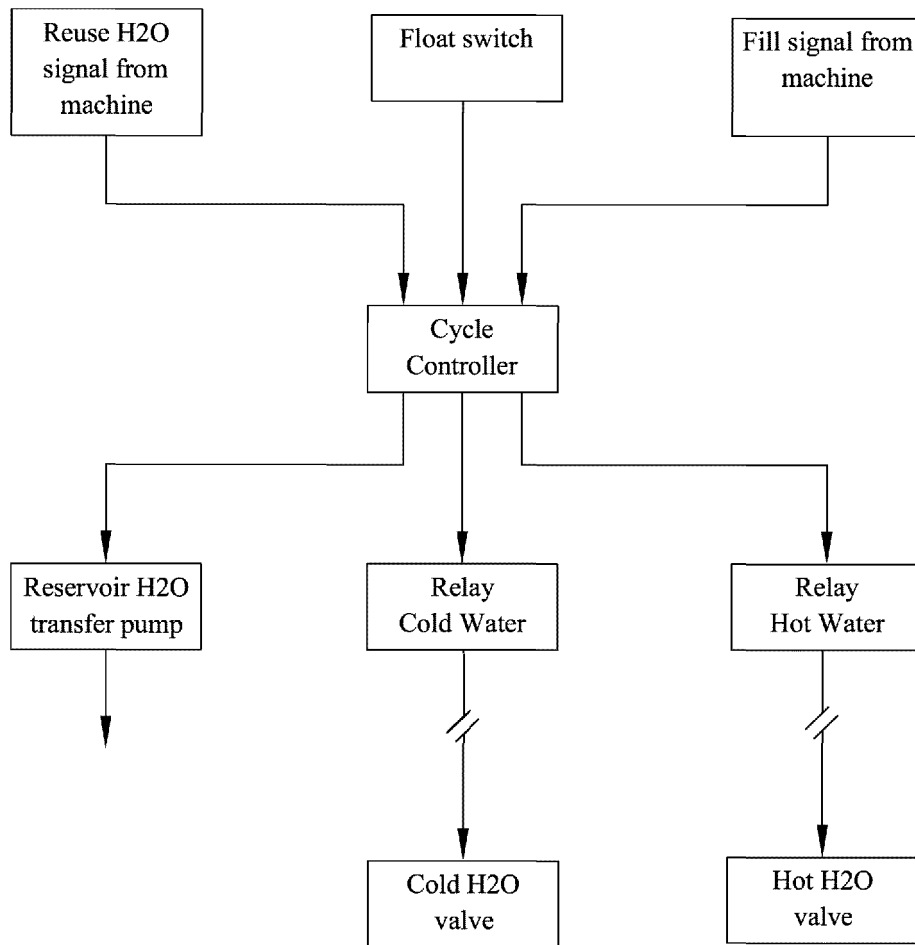 Reuse H2O
signal from
machine
Float switch
Fill signal from
machine
Cycle
Controller
Reservoir H2O
transfer pump
Relay
Cold Water
Relay
Hot Water
Cold H2O
valve
Hot H2O
valve